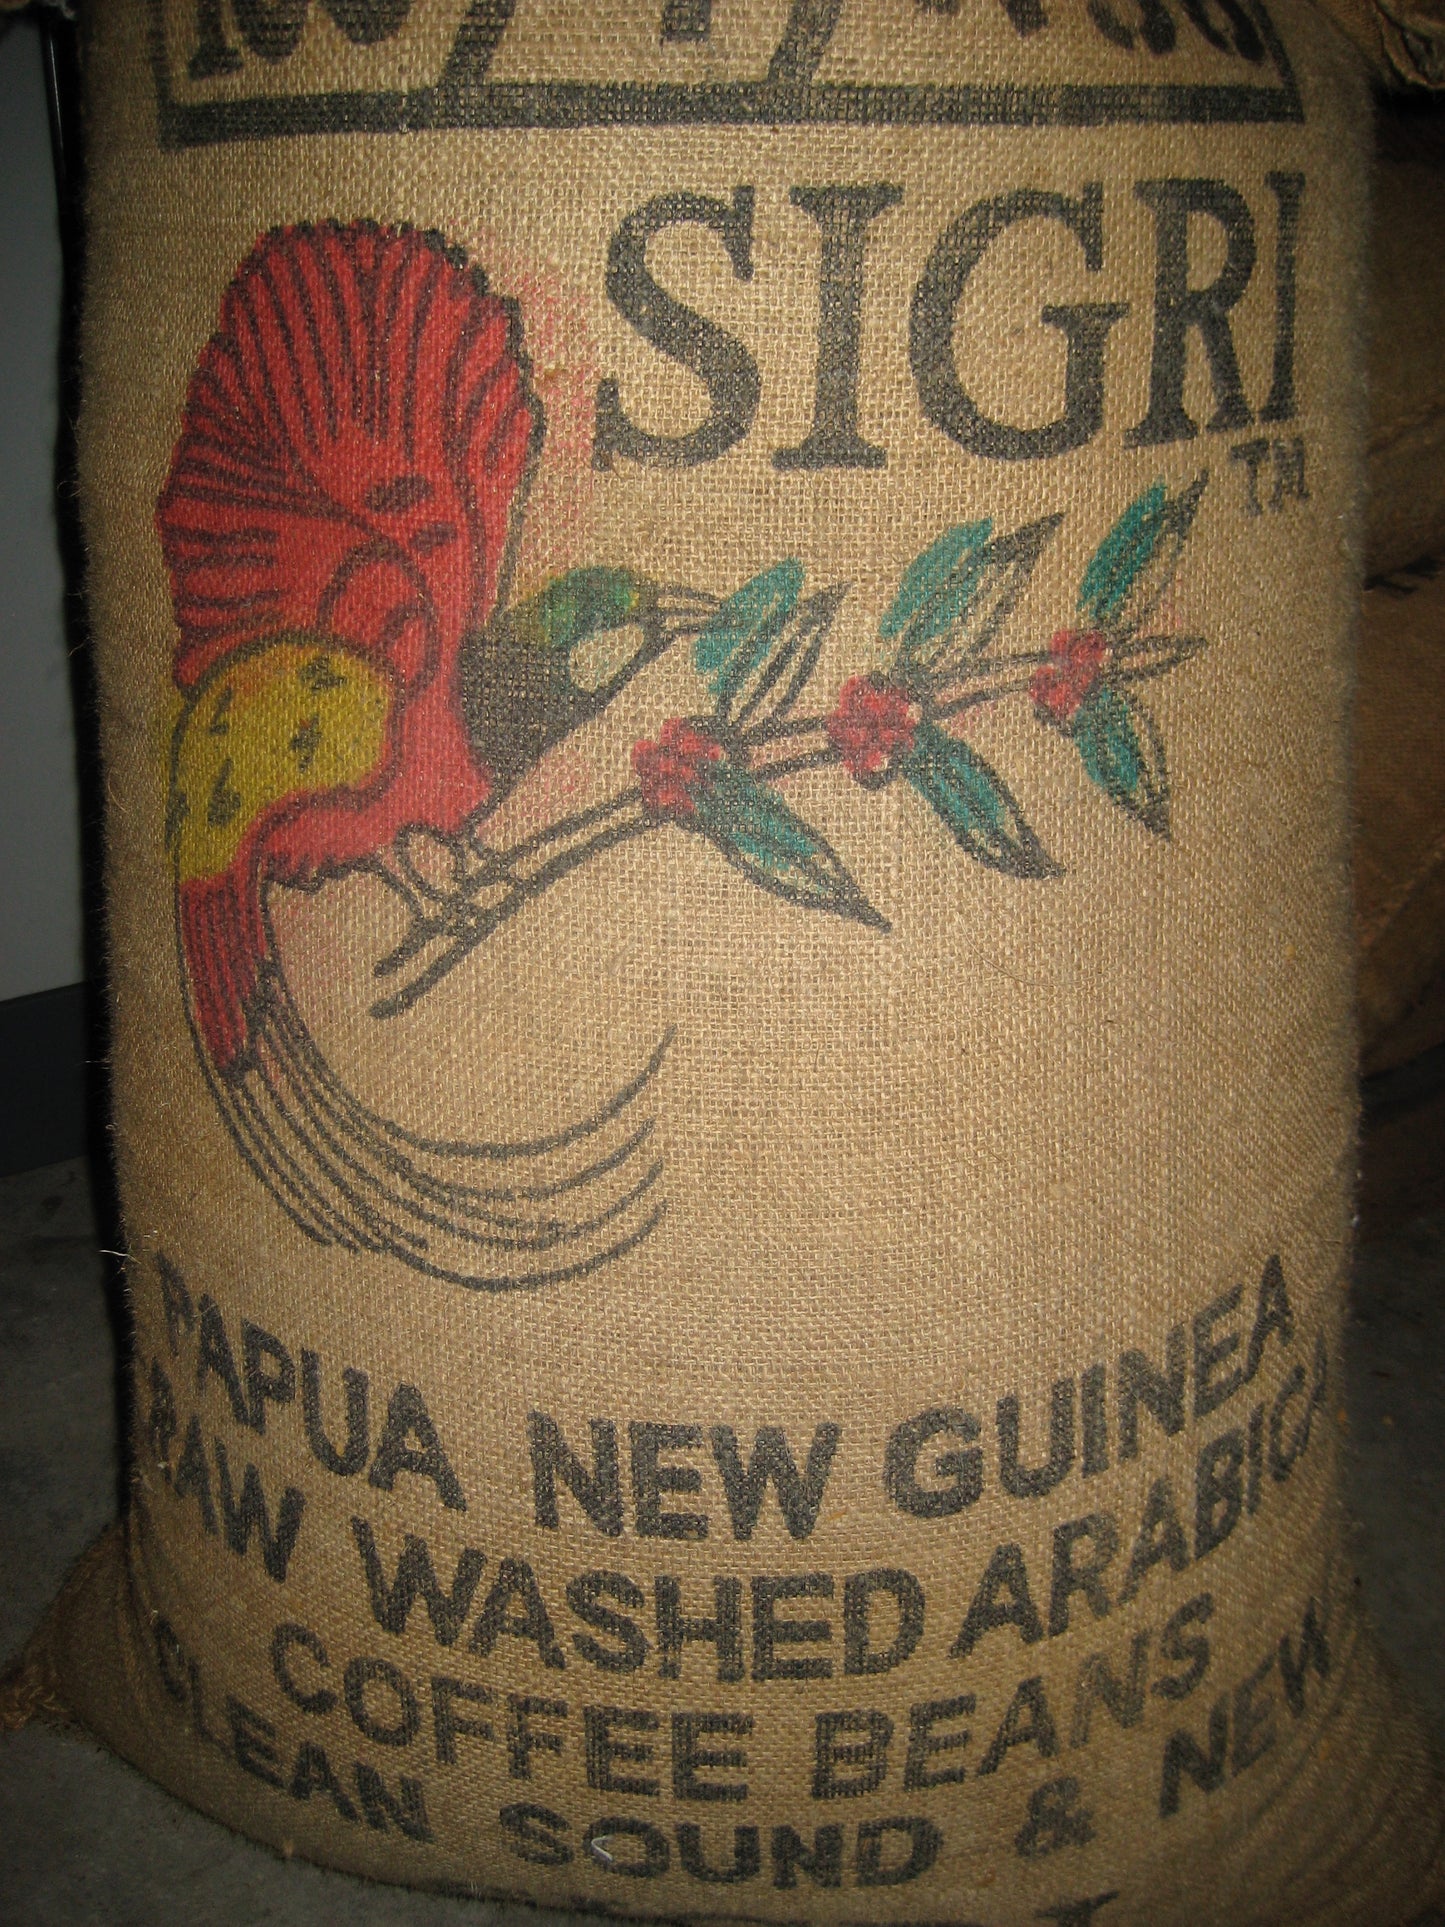 SIGRI
TM
PAPUA NEW GUINEA
RAW WASHED ARABICA
COFFEE BEANS
CLEAN SOUND & NEW